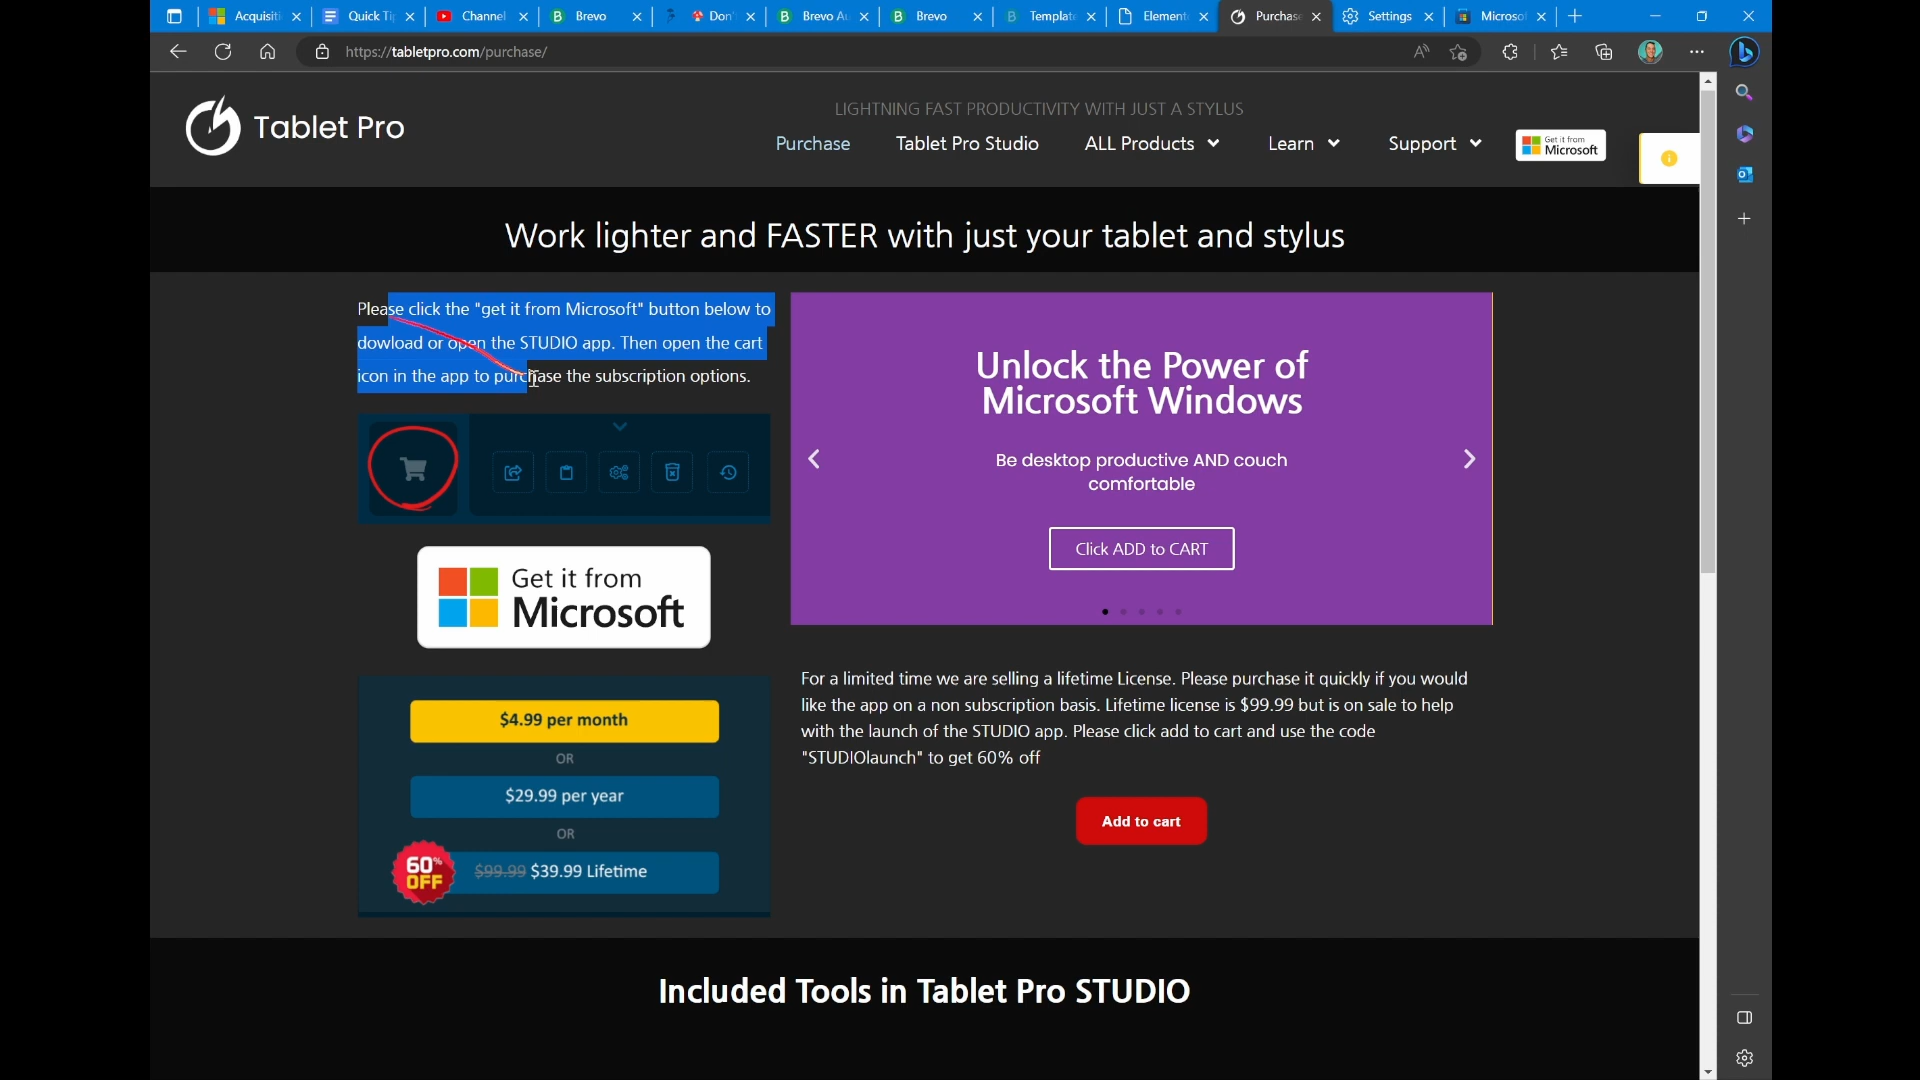 Acquisiti
Quick Ti
Channel
Brevo
Don'
Brevo Au
Brevo
Templat
Element
Purchas
Settings
Microsof
https://tabletpro.com/purchase/
Tablet Pro
LIGHTNING FAST PRODUCTIVITY WITH JUST A STYLUS
Purchase
Tablet Pro Studio
ALL Products
Learn
Support
Get it from
Microsoft
Work lighter and FASTER with just your tablet and stylus
Please click the "get it from Microsoft" button below to
dowload or open the STUDIO app. Then open the cart
icon in the app to purchase the subscription options.
Get it from
Microsoft
$4.99 per month
OR
$29.99 per year
OR
60% OFF
$99.99 $39.99 Lifetime
Unlock the Power of
Microsoft Windows
Be desktop productive AND couch
comfortable
Click ADD to CART
For a limited time we are selling a lifetime License. Please purchase it quickly if you would
like the app on a non subscription basis. Lifetime license is $99.99 but is on sale to help
with the launch of the STUDIO app. Please click add to cart and use the code
"STUDIOlaunch" to get 60% off
Add to cart
Included Tools in Tablet Pro STUDIO